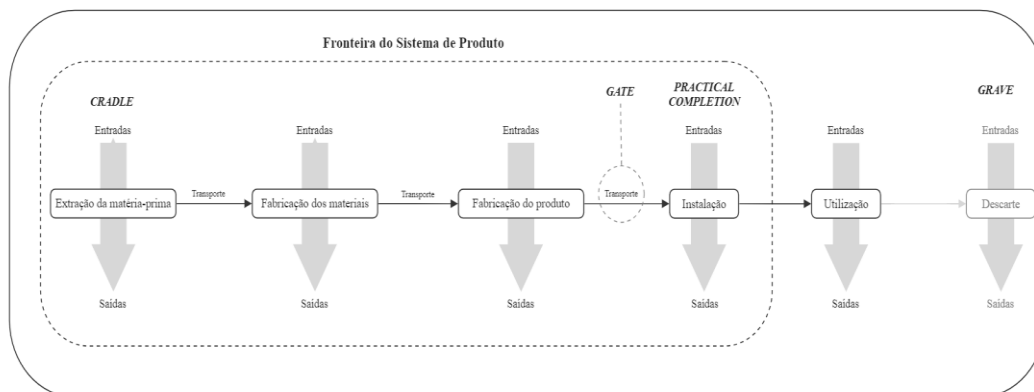 Fronteira do Sistema de Produto
CRADLE
GATE
PRACTICAL
COMPLETION
GRAVE
Entradas
Entradas
Entradas
Entradas
Entradas
Entradas
Extração da matéria-prima
Transporte
Fabricação dos materiais
Transporte
Fabricação do produto
Transporte
Instalação
Utilização
Descarte
Saídas
Saídas
Saídas
Saídas
Saídas
Saídas